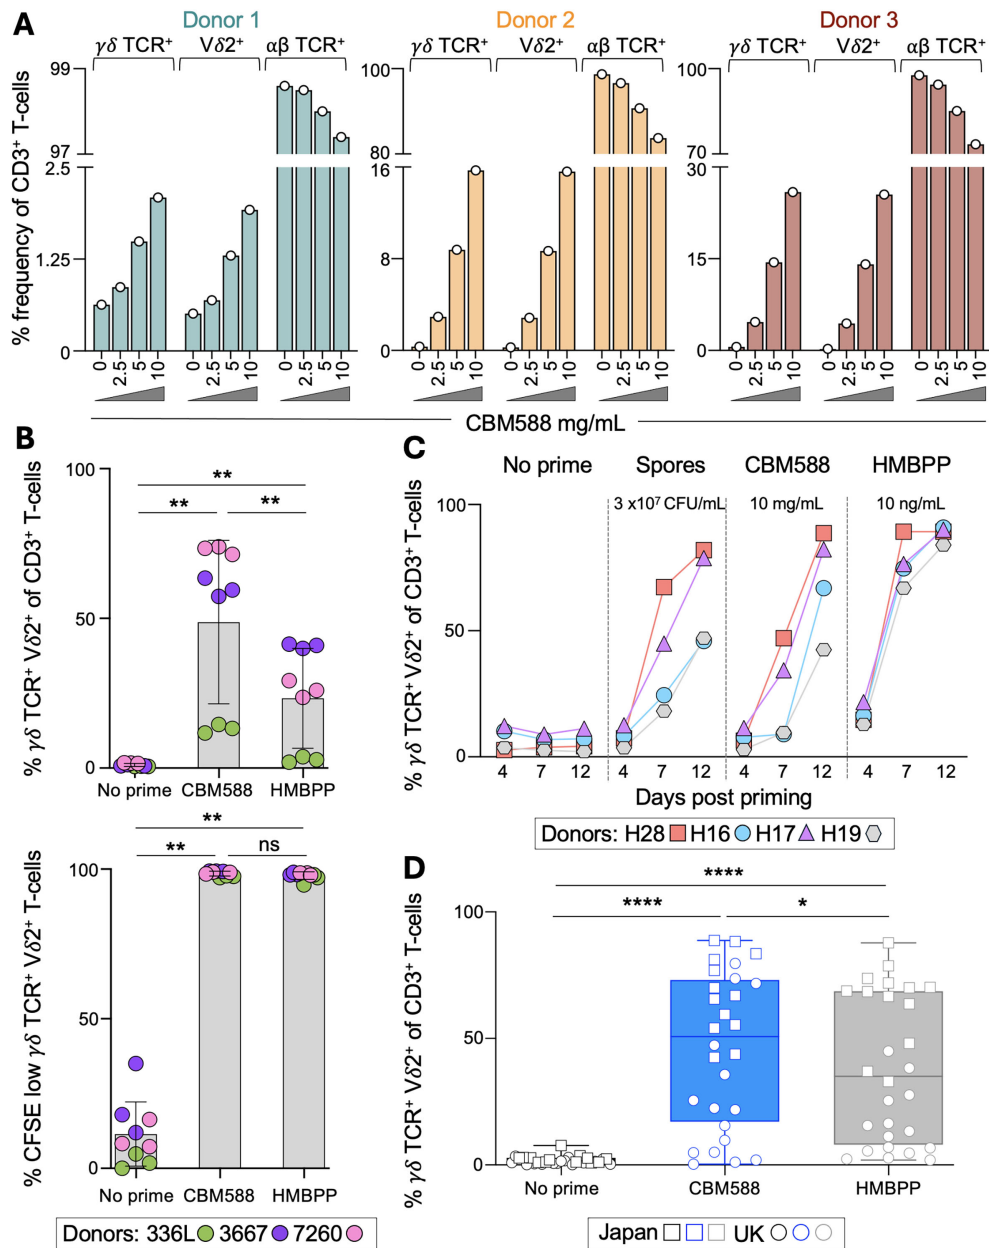 A
Donor 1 Donor 2 Donor 3
γδ TCR⁺ Vδ2⁺ αβ TCR⁺ γδ TCR⁺ Vδ2⁺ αβ TCR⁺ γδ TCR⁺ Vδ2⁺ αβ TCR⁺
% frequency of CD3⁺ T-cells
99 100 100
97 80 70
2.5 16 30
1.25 8 15
0 0 0
0 2.5 5 10 0 2.5 5 10 0 2.5 5 10 0 2.5 5 10 0 2.5 5 10 0 2.5 5 10 0 2.5 5 10 0 2.5 5 10 0 2.5 5 10
CBM588 mg/mL
B
% γδ TCR⁺ Vδ2⁺ of CD3⁺ T-cells
100
50
0
**
** **
No prime CBM588 HMBPP
% CFSE low γδ TCR⁺ Vδ2⁺ T-cells
100
50
0
**
** ns
No prime CBM588 HMBPP
Donors: 336L 3667 7260
C
No prime Spores CBM588 HMBPP
3 x10⁷ CFU/mL 10 mg/mL 10 ng/mL
% γδ TCR⁺ Vδ2⁺ of CD3⁺ T-cells
100
50
0
4 7 12 4 7 12 4 7 12 4 7 12
Days post priming
Donors: H28 H16 H17 H19
D
% γδ TCR⁺ Vδ2⁺ of CD3⁺ T-cells
100
50
0
****
**** *
No prime CBM588 HMBPP
Japan UK